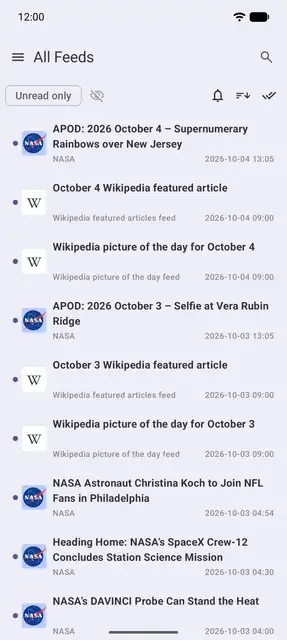 12:00
All Feeds
Unread only
APOD: 2026 October 4 – Supernumerary
Rainbows over New Jersey
NASA 2026-10-04 13:05
October 4 Wikipedia featured article
Wikipedia featured articles feed 2026-10-04 09:00
Wikipedia picture of the day for October 4
Wikipedia picture of the day feed 2026-10-04 09:00
APOD: 2026 October 3 – Selfie at Vera Rubin
Ridge
NASA 2026-10-03 13:05
October 3 Wikipedia featured article
Wikipedia featured articles feed 2026-10-03 09:00
Wikipedia picture of the day for October 3
Wikipedia picture of the day feed 2026-10-03 09:00
NASA Astronaut Christina Koch to Join NFL
Fans in Philadelphia
NASA 2026-10-03 04:54
Heading Home: NASA's SpaceX Crew-12
Concludes Station Science Mission
NASA 2026-10-03 04:30
NASA's DAVINCI Probe Can Stand the Heat
NASA 2026-10-03 04:00